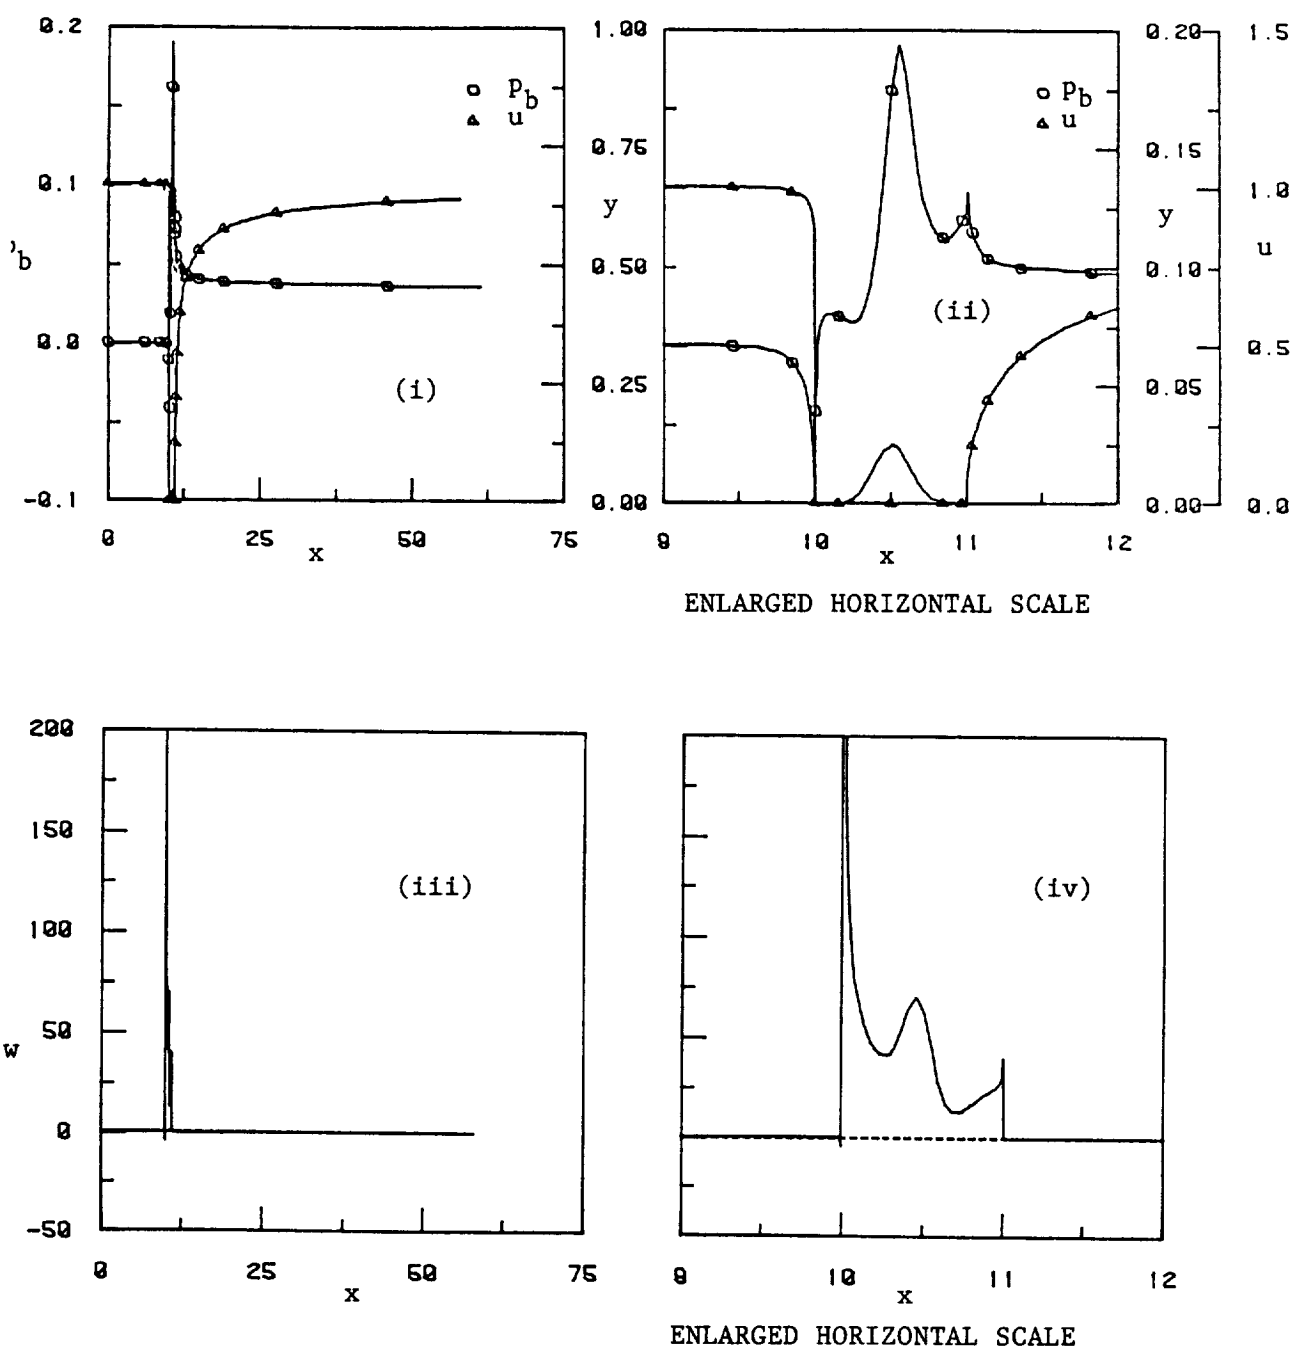 0.2 1.00 0.20 1.5
p_b p_b
u u
0.75 0.15
0.1 1.0
y y
b u
0.50 0.10
(ii)
0.0 0.5
(i) 0.25 0.05
-0.1 0.00 0.00 0.0
0 25 50 75 9 10 11 12
x x
ENLARGED HORIZONTAL SCALE
200
150
(iii) (iv)
100
50
w
0
-50
0 25 50 75 9 10 11 12
x x
ENLARGED HORIZONTAL SCALE